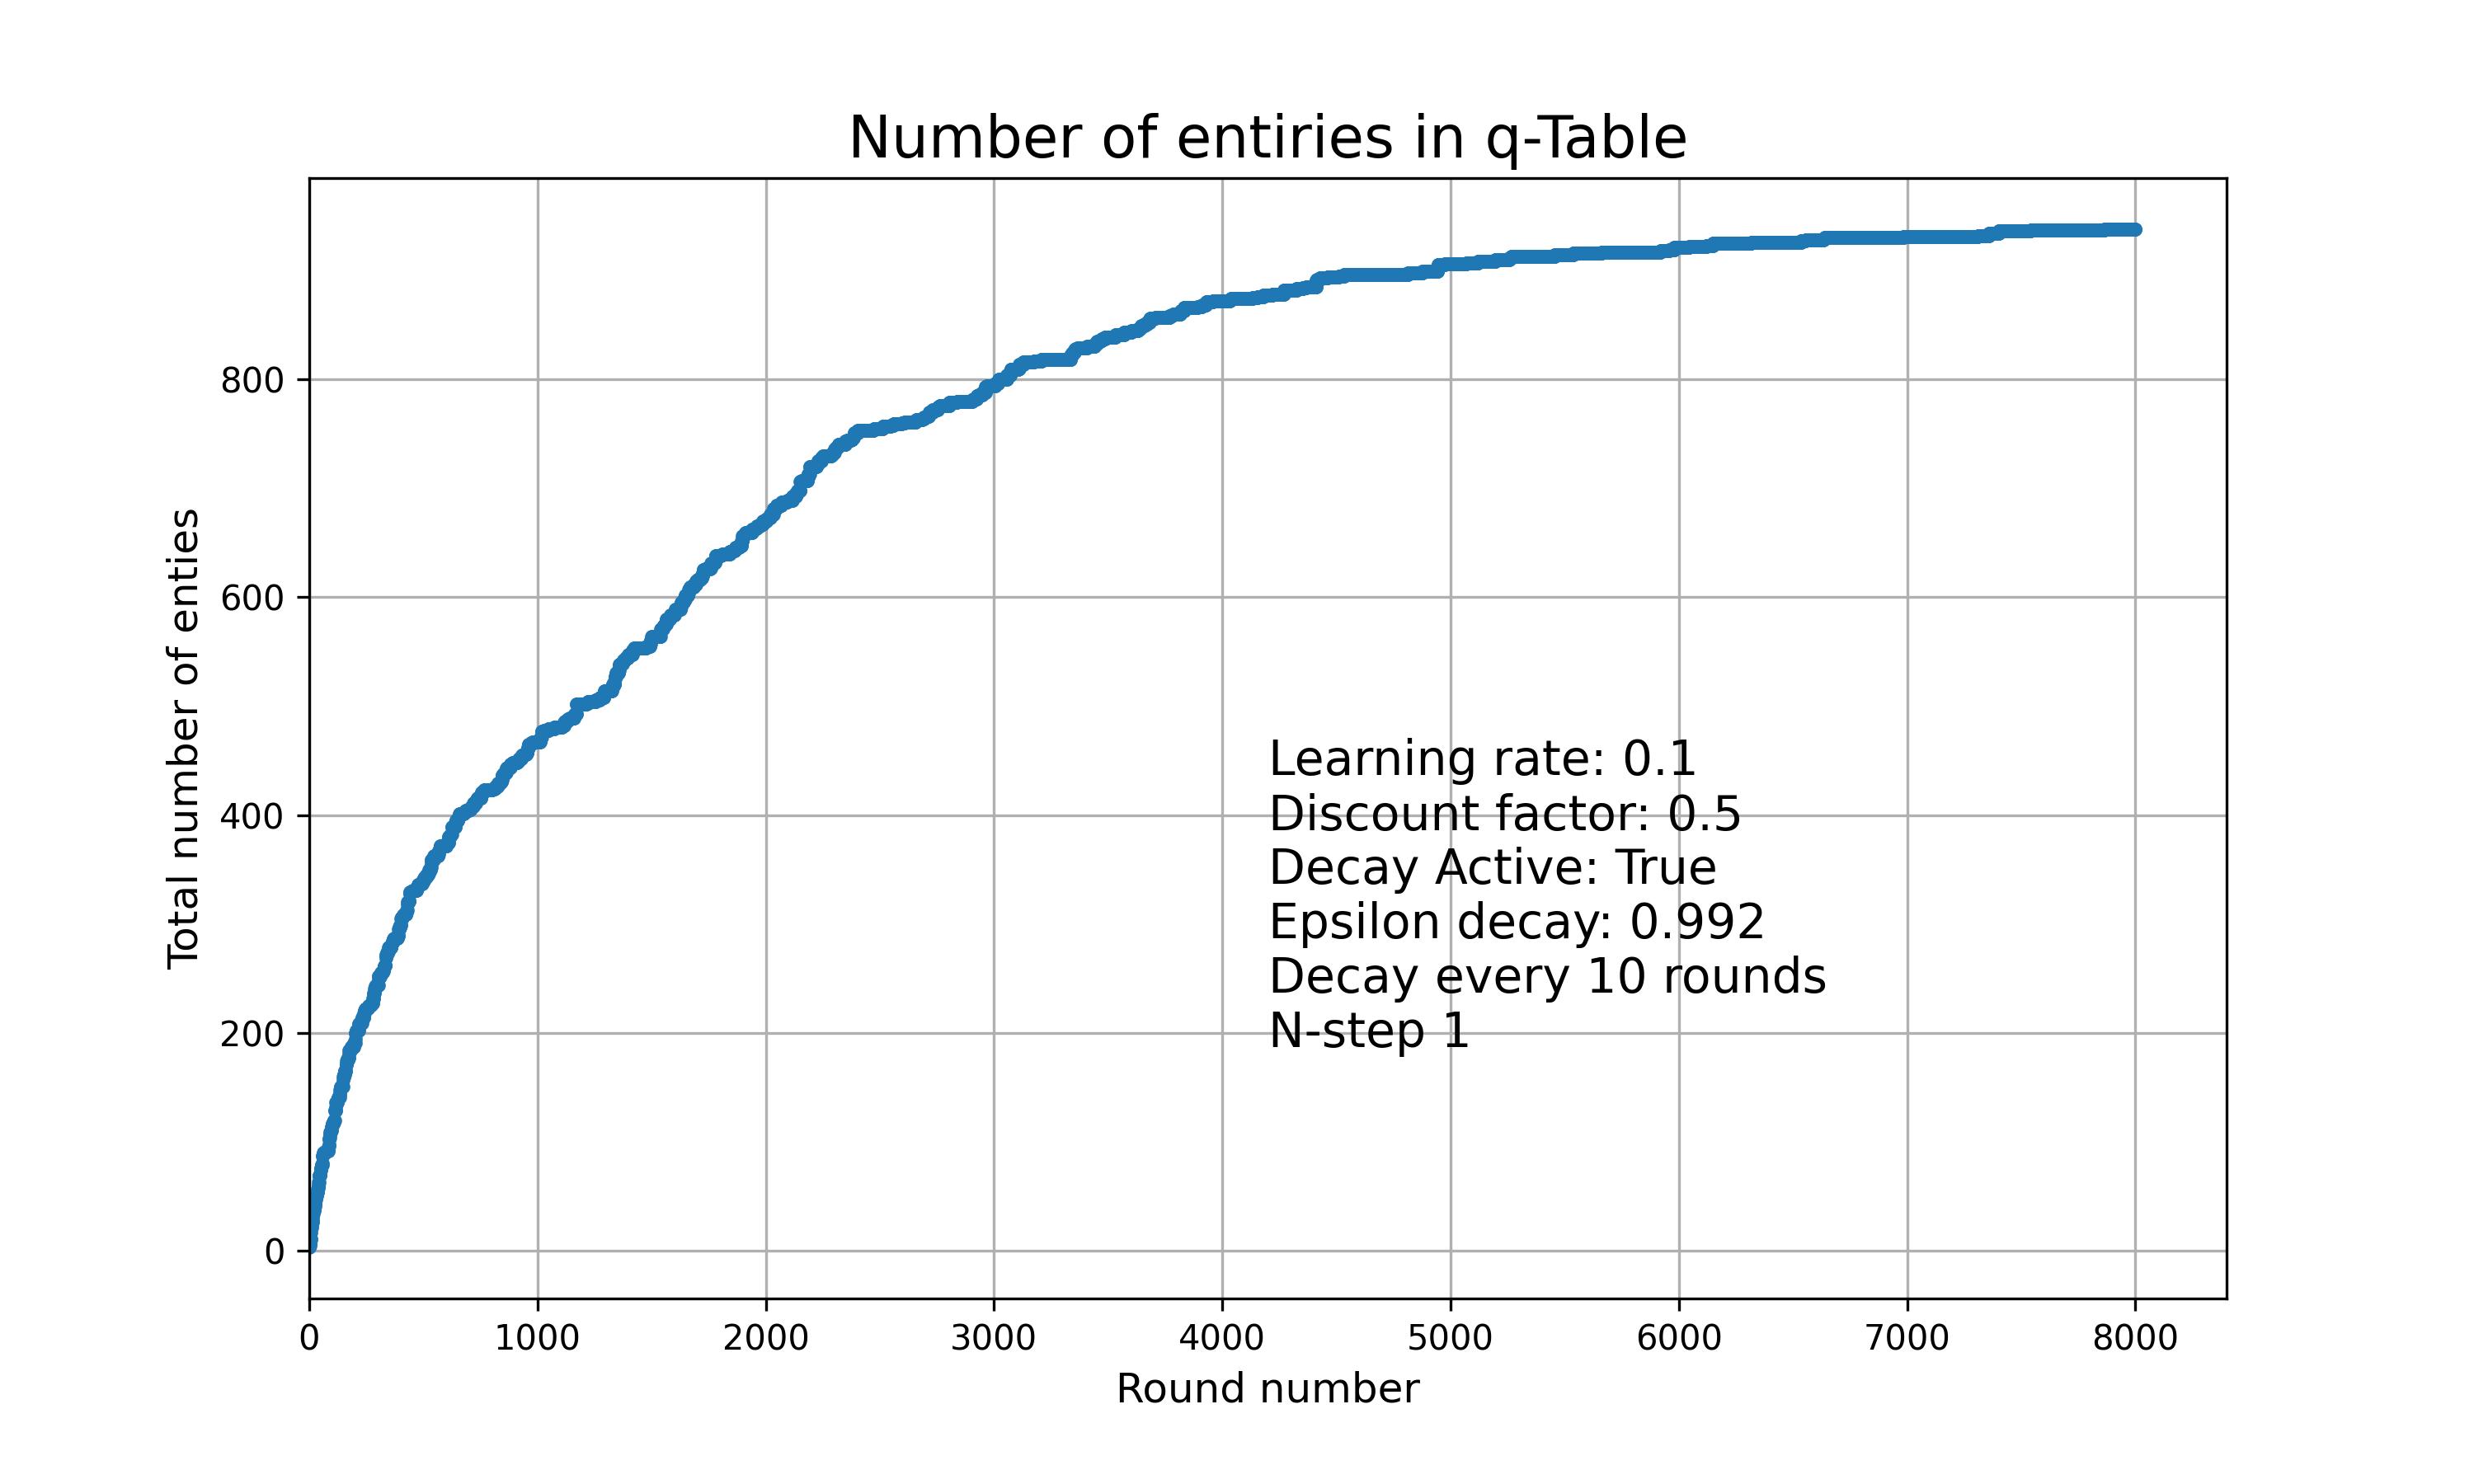 Number of entiries in q-Table
Total number of enties
800
600
400
200
0
Learning rate: 0.1
Discount factor: 0.5
Decay Active: True
Epsilon decay: 0.992
Decay every 10 rounds
N-step 1
0 1000 2000 3000 4000 5000 6000 7000 8000
Round number